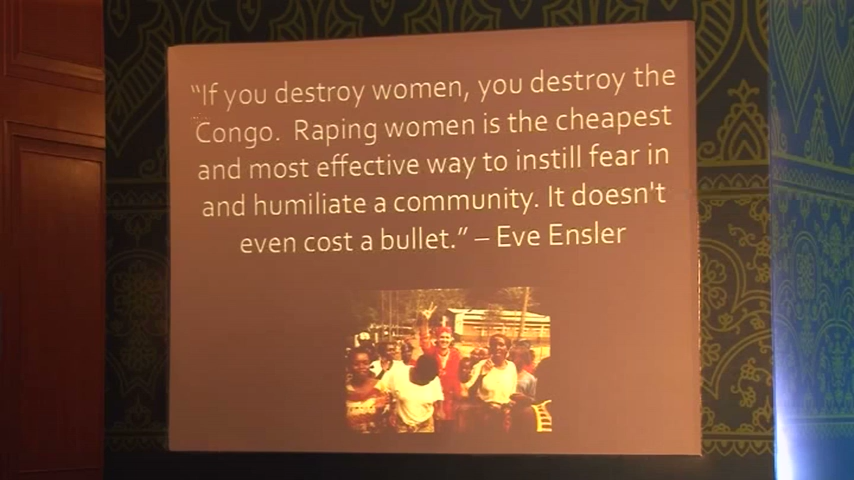 “If you destroy women, you destroy the
Congo.  Raping women is the cheapest
and most effective way to instill fear in
and humiliate a community. It doesn't
even cost a bullet.” – Eve Ensler